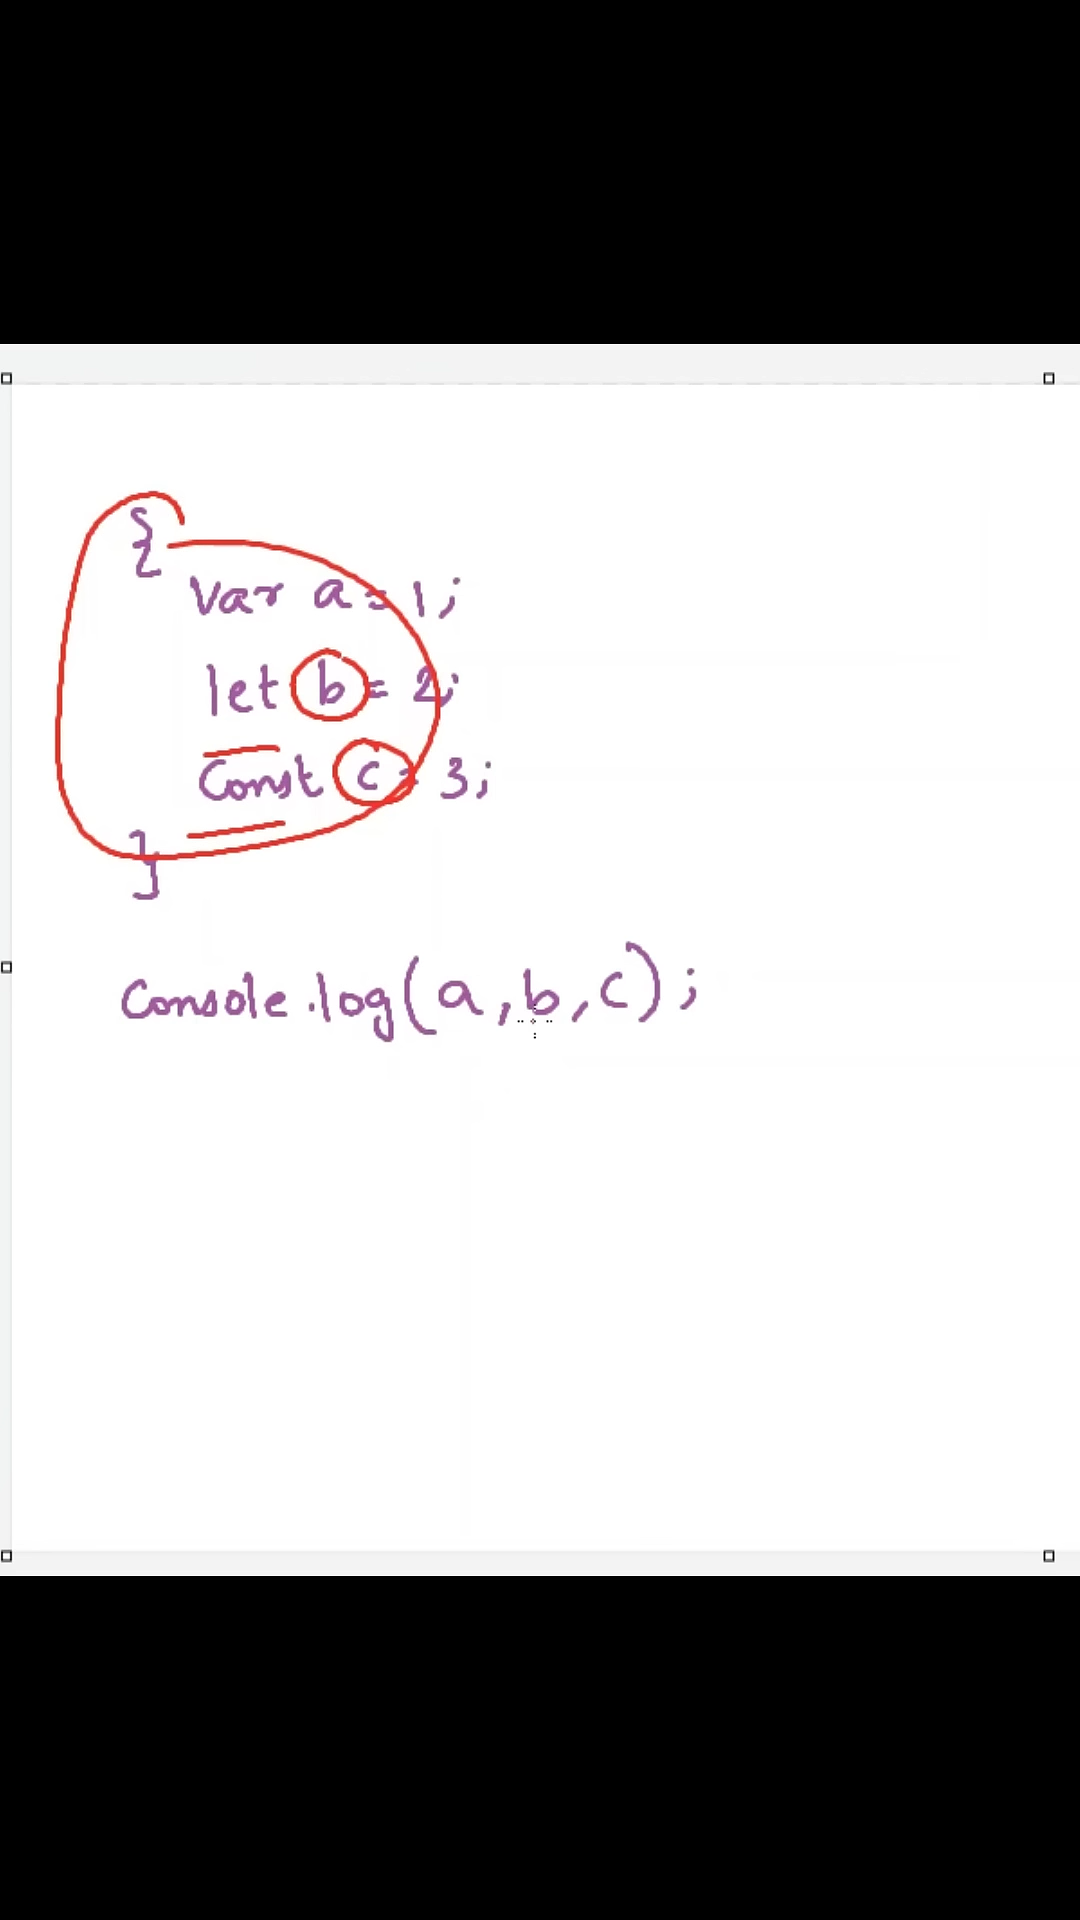 {
Var a = 1;
let b = 2;
Const c = 3;
}
Console.log(a,b,c);